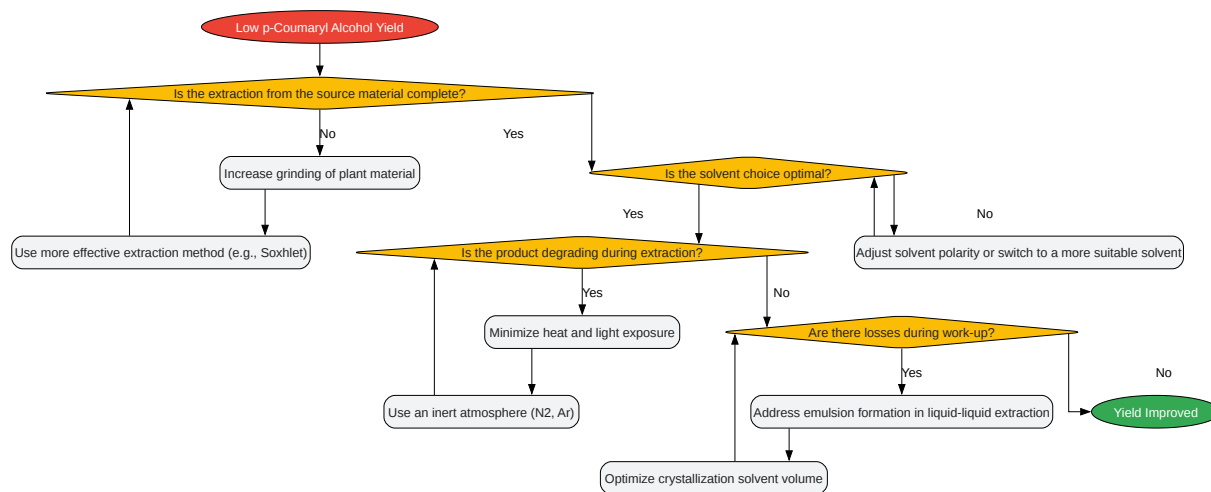 Low p-Coumaryl Alcohol Yield
Is the extraction from the source material complete?
No
Yes
Increase grinding of plant material
Is the solvent choice optimal?
Yes
No
Use more effective extraction method (e.g., Soxhlet)
Is the product degrading during extraction?
Adjust solvent polarity or switch to a more suitable solvent
Yes
No
Minimize heat and light exposure
Are there losses during work-up?
Yes
No
Use an inert atmosphere (N2, Ar)
Address emulsion formation in liquid-liquid extraction
Yield Improved
Optimize crystallization solvent volume